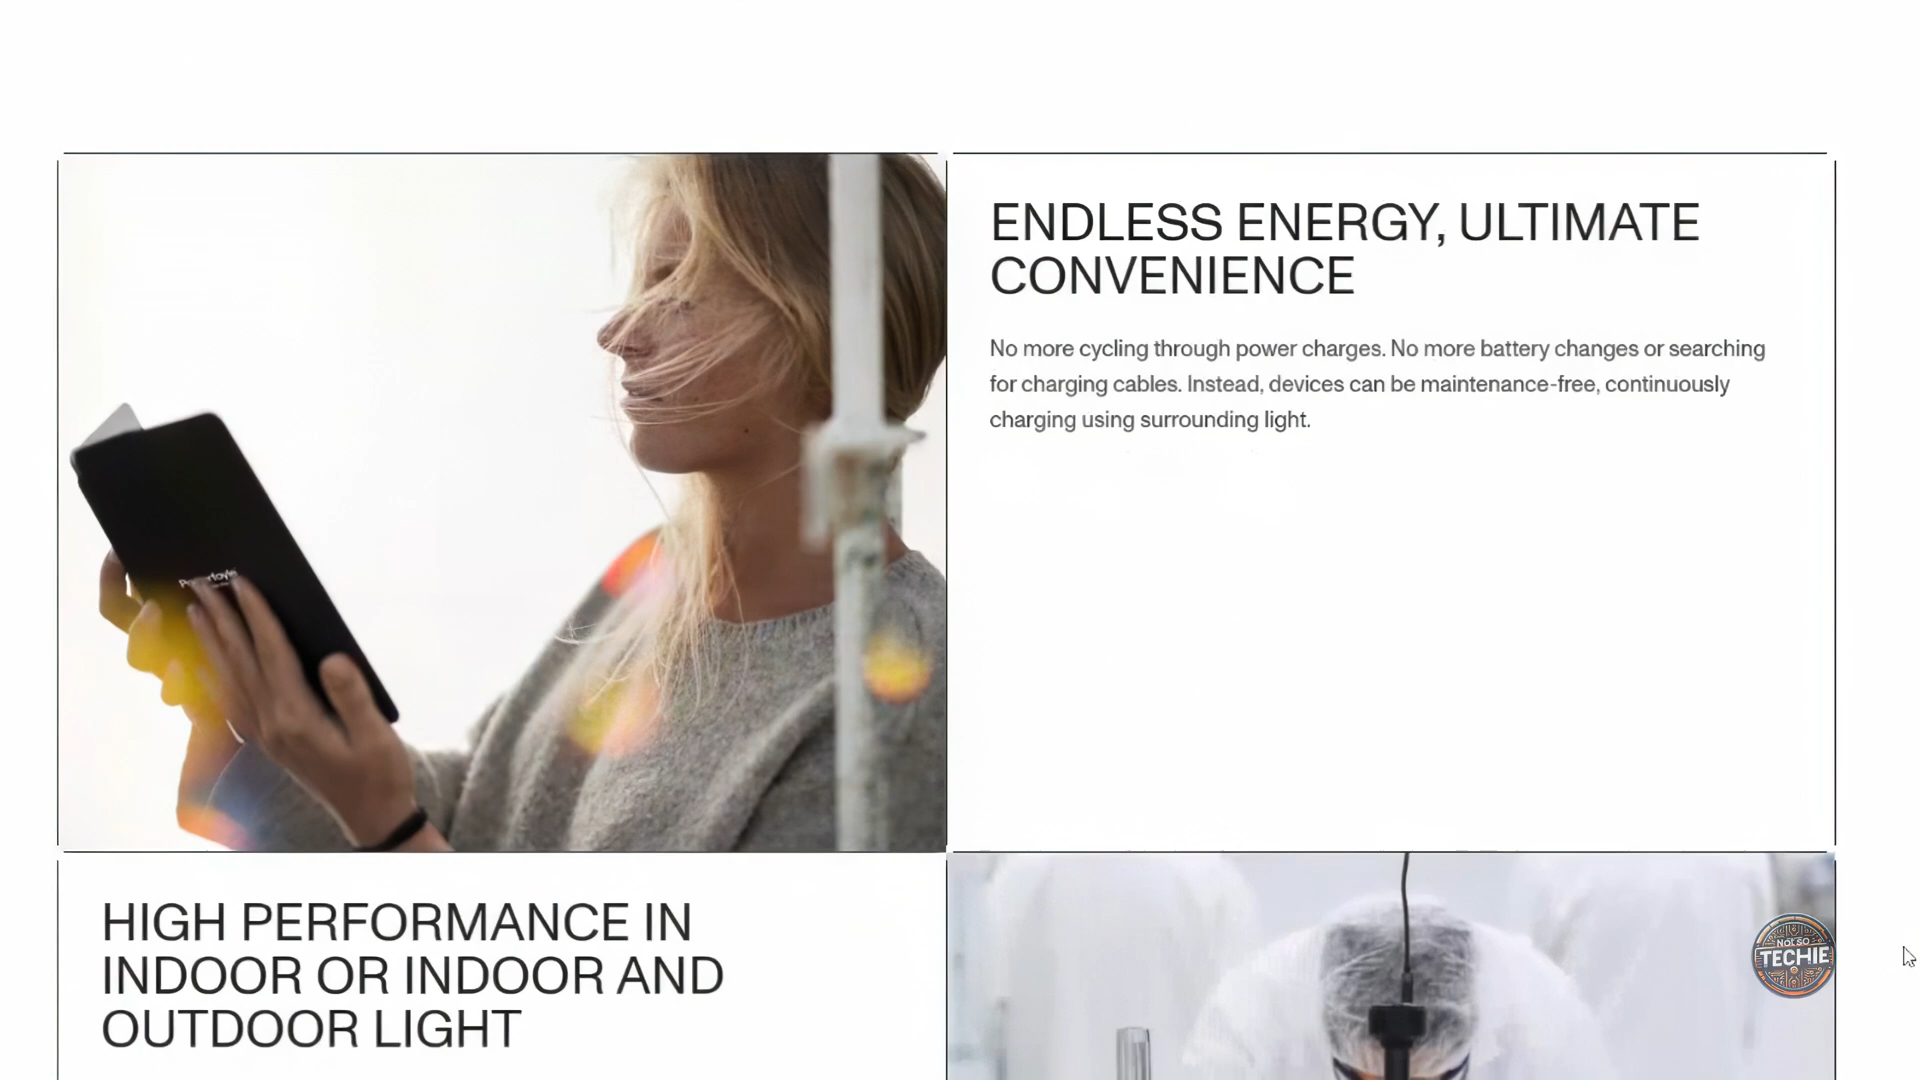 ENDLESS ENERGY, ULTIMATE
CONVENIENCE
No more cycling through power charges. No more battery changes or searching
for charging cables. Instead, devices can be maintenance-free, continuously
charging using surrounding light.
HIGH PERFORMANCE IN
INDOOR OR INDOOR AND
OUTDOOR LIGHT
NOT SO
TECHIE